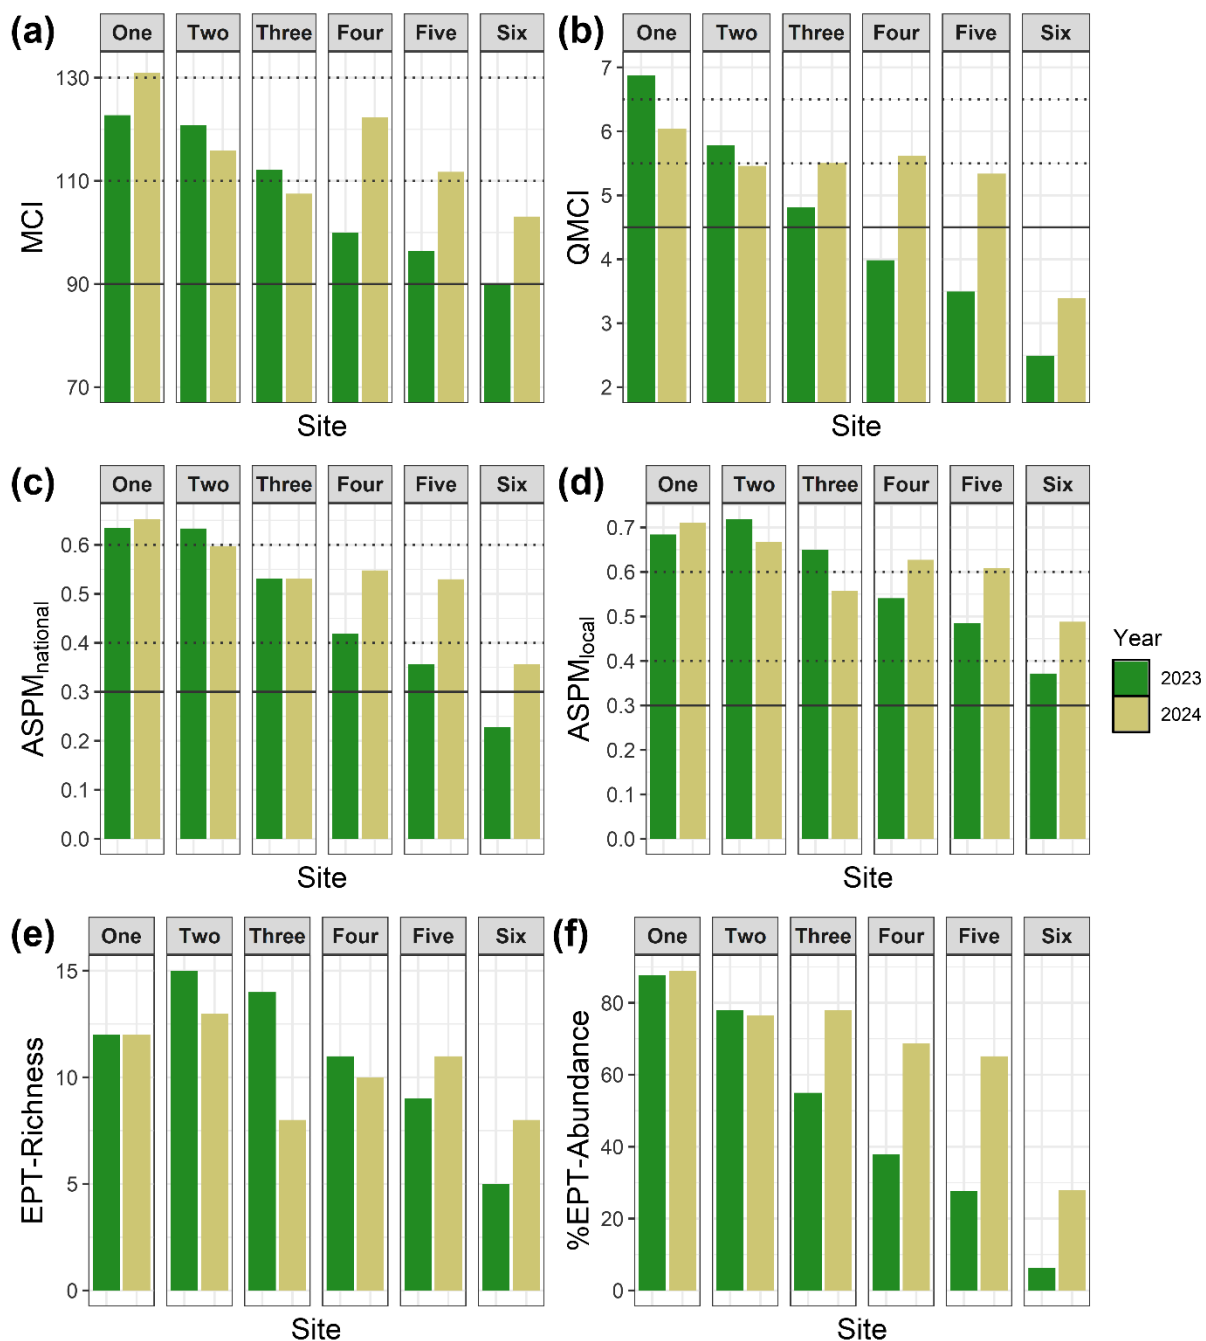 (a)
One Two Three Four Five Six
130
110
90
70
MCI
Site
(b)
One Two Three Four Five Six
7
6
5
4
3
2
QMCI
Site
(c)
One Two Three Four Five Six
0.6
0.5
0.4
0.3
0.2
0.1
0.0
ASPMnational
Site
(d)
One Two Three Four Five Six
0.7
0.6
0.5
0.4
0.3
0.2
0.1
0.0
ASPMlocal
Site
Year
2023
2024
(e)
One Two Three Four Five Six
15
10
5
0
EPT-Richness
Site
(f)
One Two Three Four Five Six
80
60
40
20
0
%EPT-Abundance
Site